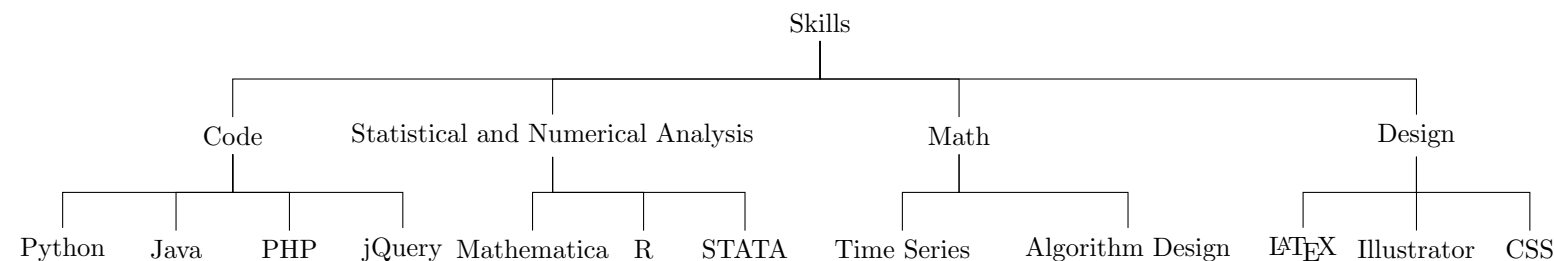 Skills
Code Statistical and Numerical Analysis Math Design
Python Java PHP jQuery Mathematica R STATA Time Series Algorithm Design LATEX Illustrator CSS